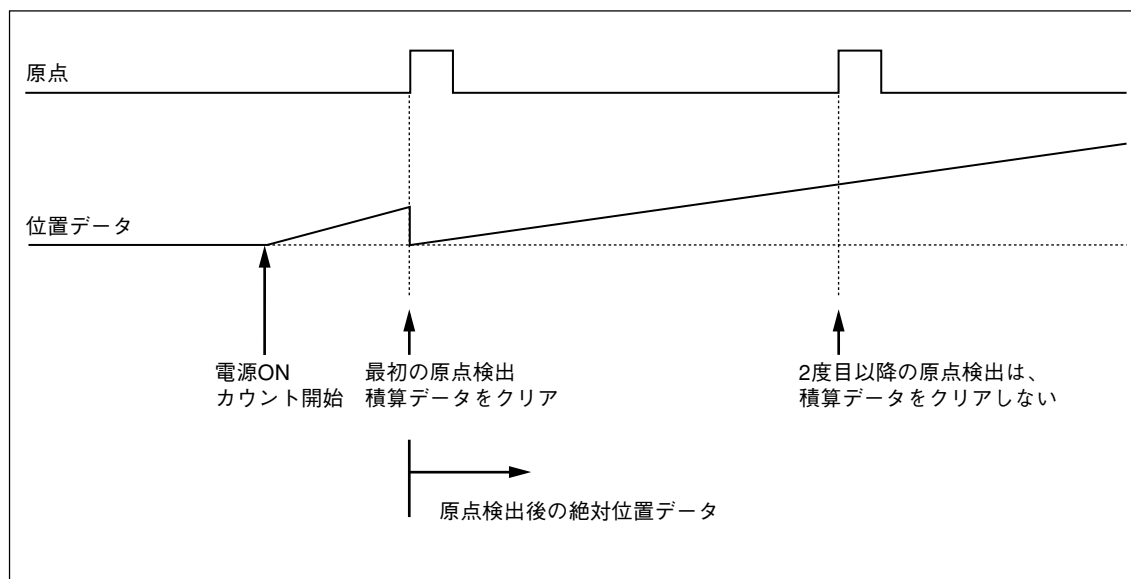 原点
位置データ
電源ON
カウント開始
最初の原点検出
積算データをクリア
2度目以降の原点検出は、
積算データをクリアしない
原点検出後の絶対位置データ